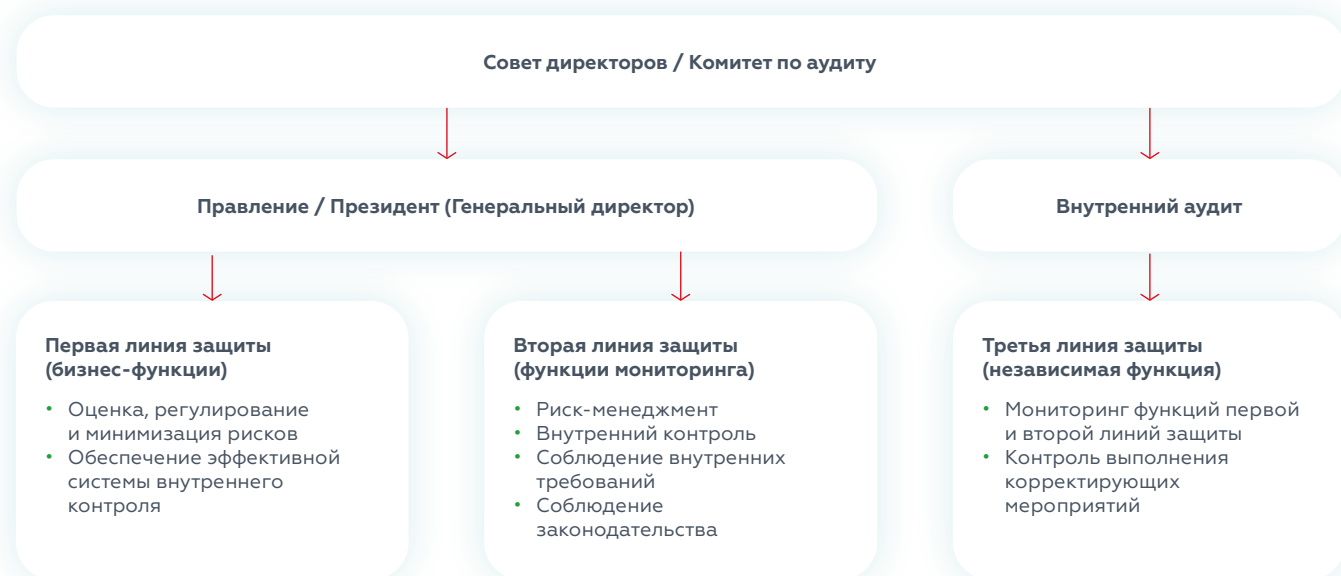 Совет директоров / Комитет по аудиту
Правление / Президент (Генеральный директор)
Внутренний аудит
Первая линия защиты
(бизнес-функции)
• Оценка, регулирование
и минимизация рисков
• Обеспечение эффективной
системы внутреннего
контроля
Вторая линия защиты
(функции мониторинга)
• Риск-менеджмент
• Внутренний контроль
• Соблюдение внутренних
требований
• Соблюдение
законодательства
Третья линия защиты
(независимая функция)
• Мониторинг функций первой
и второй линий защиты
• Контроль выполнения
корректирующих
мероприятий